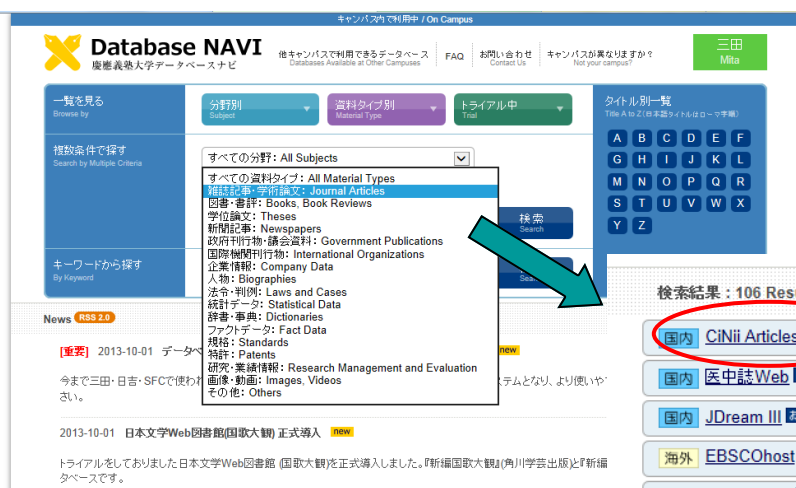 キャンパス内で利用中 / On Campus
Database NAVI
慶應義塾大学データベースナビ
他キャンパスで利用できるデータベース
Databases Available at Other Campuses
FAQ
お問い合わせ
Contact Us
キャンパスが異なりますか?
Not your campus?
三田
Mita
一覧を見る
Browse by
分野別
Subject
資料タイプ別
Material Type
トライアル中
Trial
タイトル別一覧
Title A to Z(日本語タイトルはローマ字順)
A B C D E F
G H I J K L
M N O P Q R
S T U V W X
Y Z
複数条件で探す
Search by Multiple Criteria
すべての分野: All Subjects
すべての資料タイプ: All Material Types
雑誌記事・学術論文: Journal Articles
図書・書評: Books, Book Reviews
学位論文: Theses
新聞記事: Newspapers
政府刊行物・議会資料: Government Publications
国際機関刊行物: International Organizations
企業情報: Company Data
人物: Biographies
法令・判例: Laws and Cases
統計データ: Statistical Data
辞書・事典: Dictionaries
ファクトデータ: Fact Data
規格: Standards
特許: Patents
研究・業績情報: Research Management and Evaluation
画像・動画: Images, Videos
その他: Others
検索
Search
キーワードから探す
By Keyword
News RSS 2.0
[重要] 2013-10-01 データベ
new
今まで三田・日吉・SFCで使わ
ステムとなり、より使いや
さい。
2013-10-01 日本文学Web図書館(国歌大観) 正式導入 new
トライアルをしておりました日本文学Web図書館 (国歌大観)を正式導入しました。『新編国歌大観』(角川学芸出版)と『新編
タベースです。
検索結果:106 Res
国内 CiNii Articles
国内 医中誌Web
国内 JDream III
海外 EBSCOhost